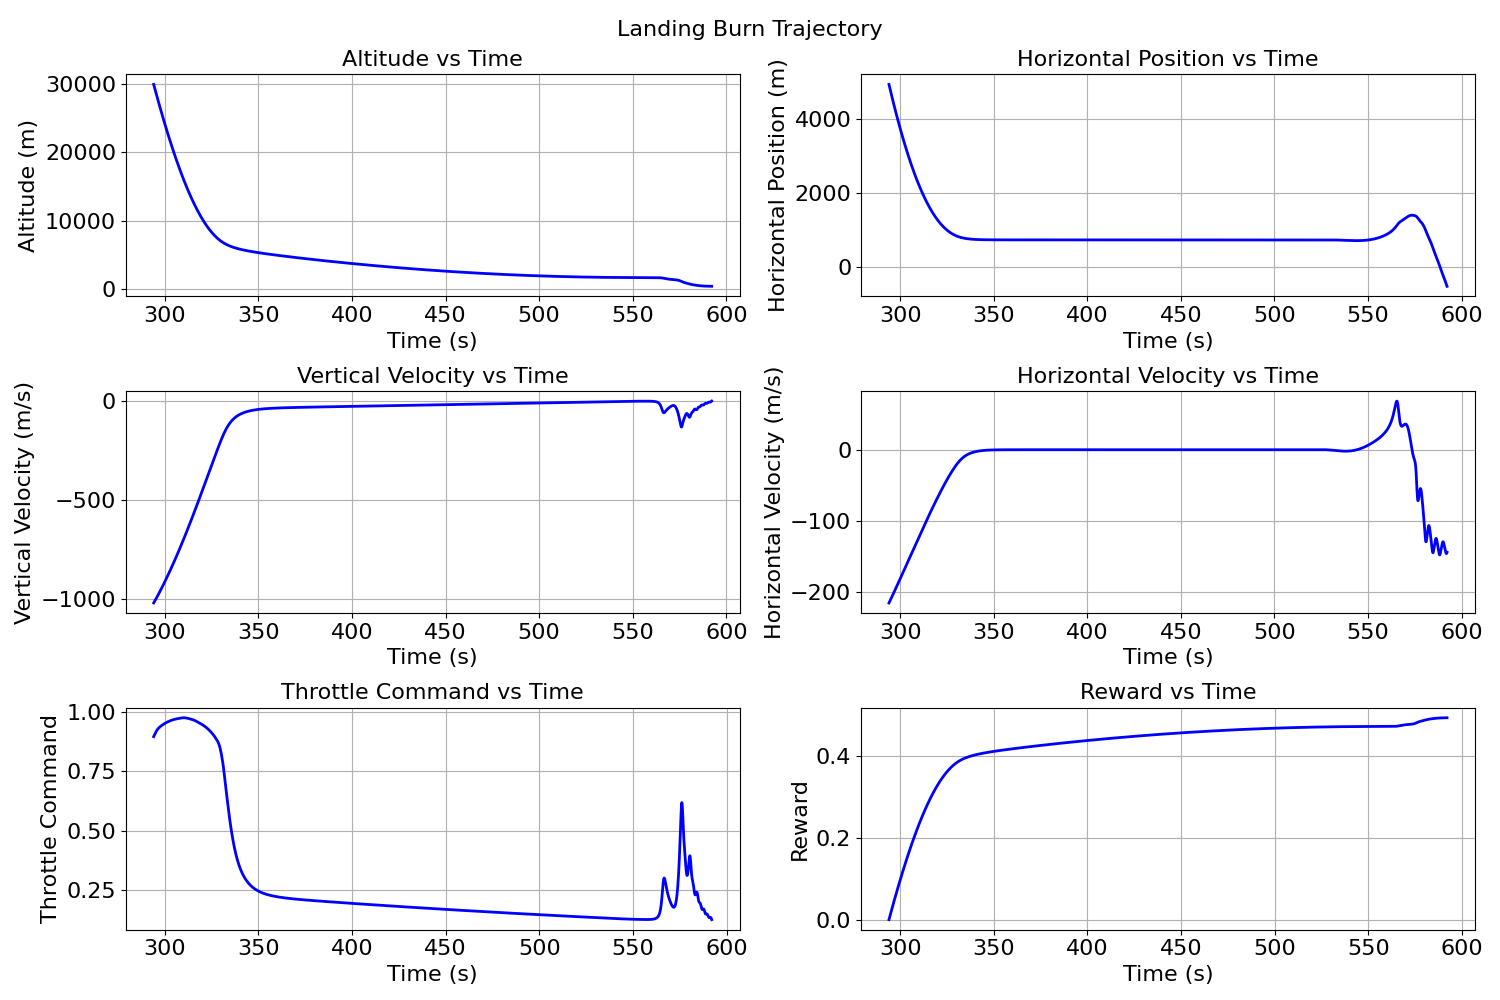 Landing Burn Trajectory
Altitude vs Time
Altitude (m)
30000
20000
10000
0
300 350 400 450 500 550 600
Time (s)
Horizontal Position vs Time
Horizontal Position (m)
4000
2000
0
300 350 400 450 500 550 600
Time (s)
Vertical Velocity vs Time
Vertical Velocity (m/s)
0
−500
−1000
300 350 400 450 500 550 600
Time (s)
Horizontal Velocity vs Time
Horizontal Velocity (m/s)
0
−100
−200
300 350 400 450 500 550 600
Time (s)
Throttle Command vs Time
Throttle Command
1.00
0.75
0.50
0.25
300 350 400 450 500 550 600
Time (s)
Reward vs Time
Reward
0.4
0.2
0.0
300 350 400 450 500 550 600
Time (s)